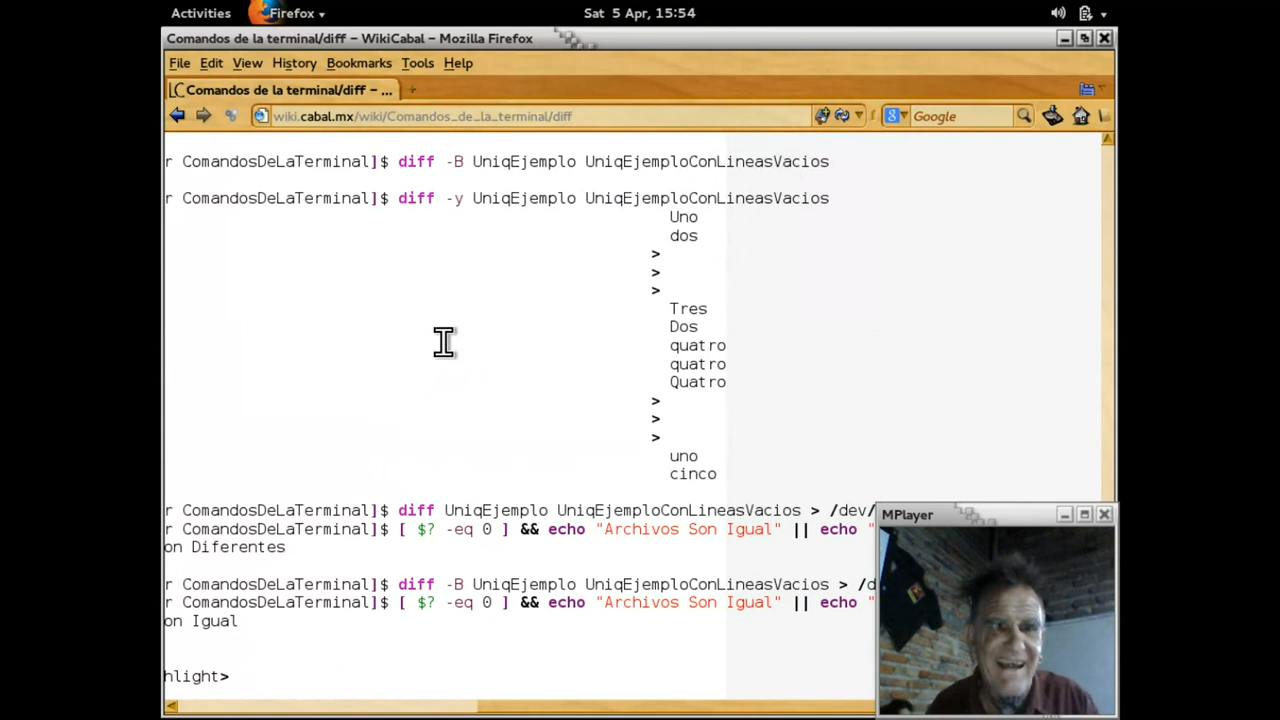 Activities Firefox Sat 5 Apr, 15:54
Comandos de la terminal/diff – WikiCabal – Mozilla Firefox
File Edit View History Bookmarks Tools Help
Comandos de la terminal/diff – ...
wiki.cabal.mx/wiki/Comandos_de_la_terminal/diff Google
r ComandosDeLaTerminal]$ diff -B UniqEjemplo UniqEjemploConLineasVacios
r ComandosDeLaTerminal]$ diff -y UniqEjemplo UniqEjemploConLineasVacios
Uno
dos
>
>
>
Tres
Dos
quatro
quatro
Quatro
>
>
>
uno
cinco
r ComandosDeLaTerminal]$ diff UniqEjemplo UniqEjemploConLineasVacios > /dev/
r ComandosDeLaTerminal]$ [ $? -eq 0 ] && echo "Archivos Son Igual" || echo "
on Diferentes
r ComandosDeLaTerminal]$ diff -B UniqEjemplo UniqEjemploConLineasVacios > /d
r ComandosDeLaTerminal]$ [ $? -eq 0 ] && echo "Archivos Son Igual" || echo "
on Igual
hlight>
MPlayer